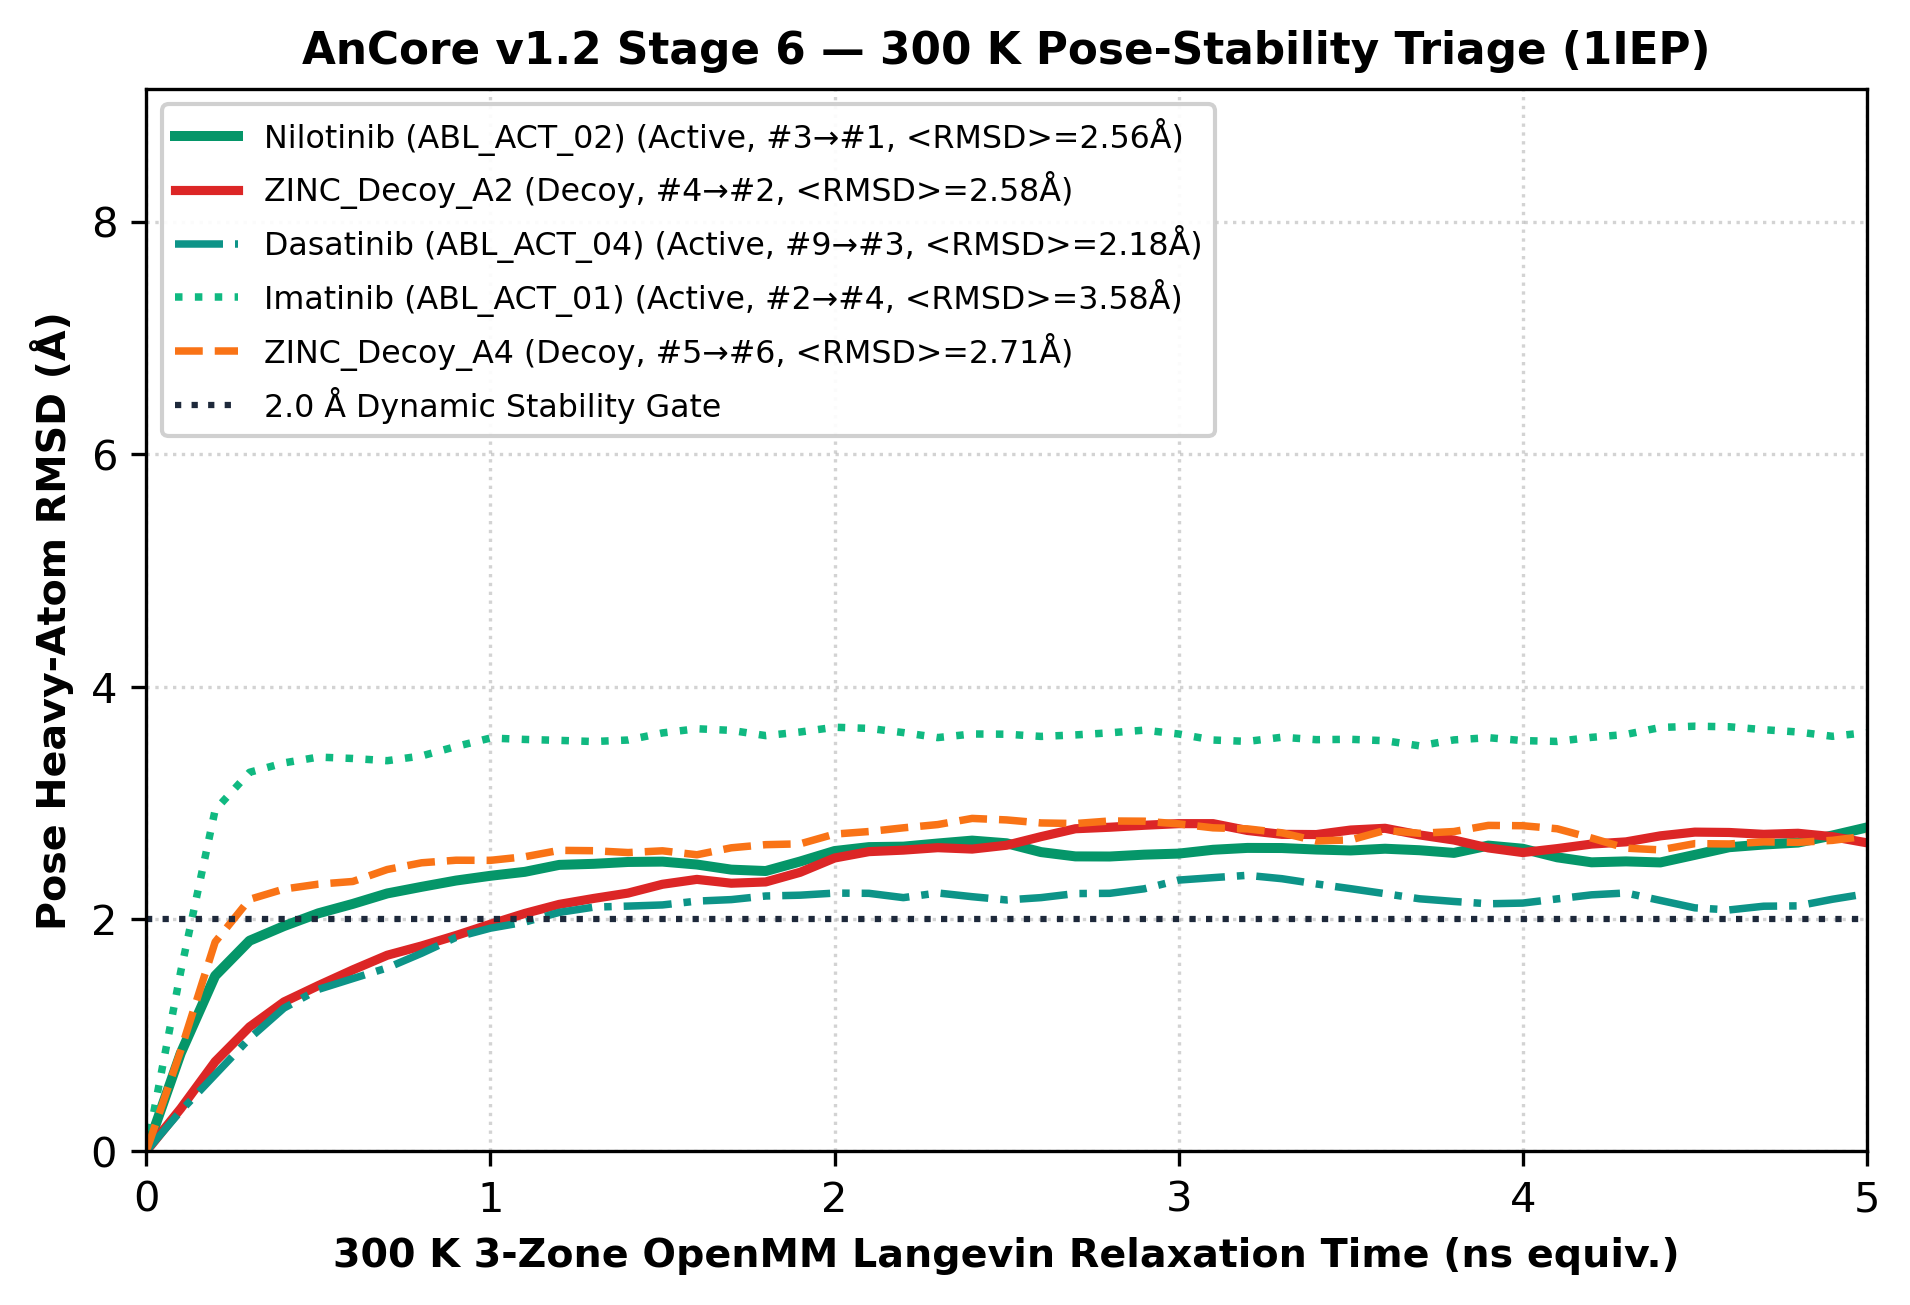 AnCore v1.2 Stage 6 — 300 K Pose-Stability Triage (1IEP)
Nilotinib (ABL_ACT_02) (Active, #3→#1, <RMSD>=2.56Å)
ZINC_Decoy_A2 (Decoy, #4→#2, <RMSD>=2.58Å)
Dasatinib (ABL_ACT_04) (Active, #9→#3, <RMSD>=2.18Å)
Imatinib (ABL_ACT_01) (Active, #2→#4, <RMSD>=3.58Å)
ZINC_Decoy_A4 (Decoy, #5→#6, <RMSD>=2.71Å)
2.0 Å Dynamic Stability Gate
Pose Heavy-Atom RMSD (Å)
8
6
4
2
0
0 1 2 3 4 5
300 K 3-Zone OpenMM Langevin Relaxation Time (ns equiv.)